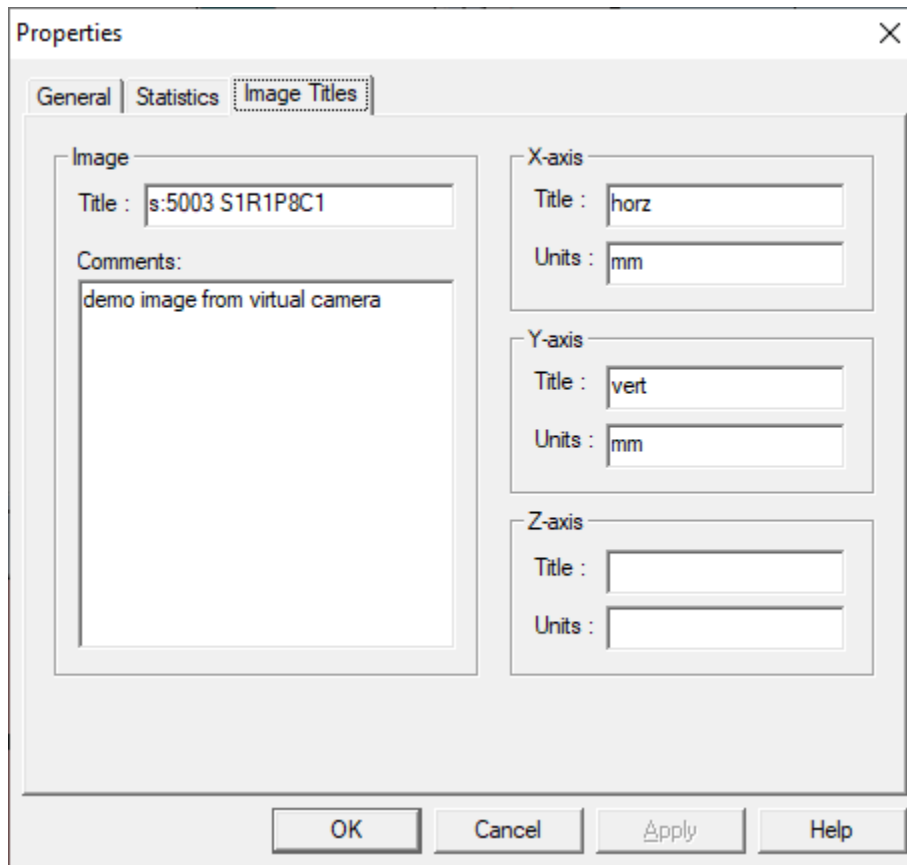 Properties
General
Statistics
Image Titles
Image
Title :
s:5003 S1R1P8C1
Comments:
demo image from virtual camera
X-axis
Title :
horz
Units :
mm
Y-axis
Title :
vert
Units :
mm
Z-axis
Title :
Units :
OK
Cancel
Apply
Help